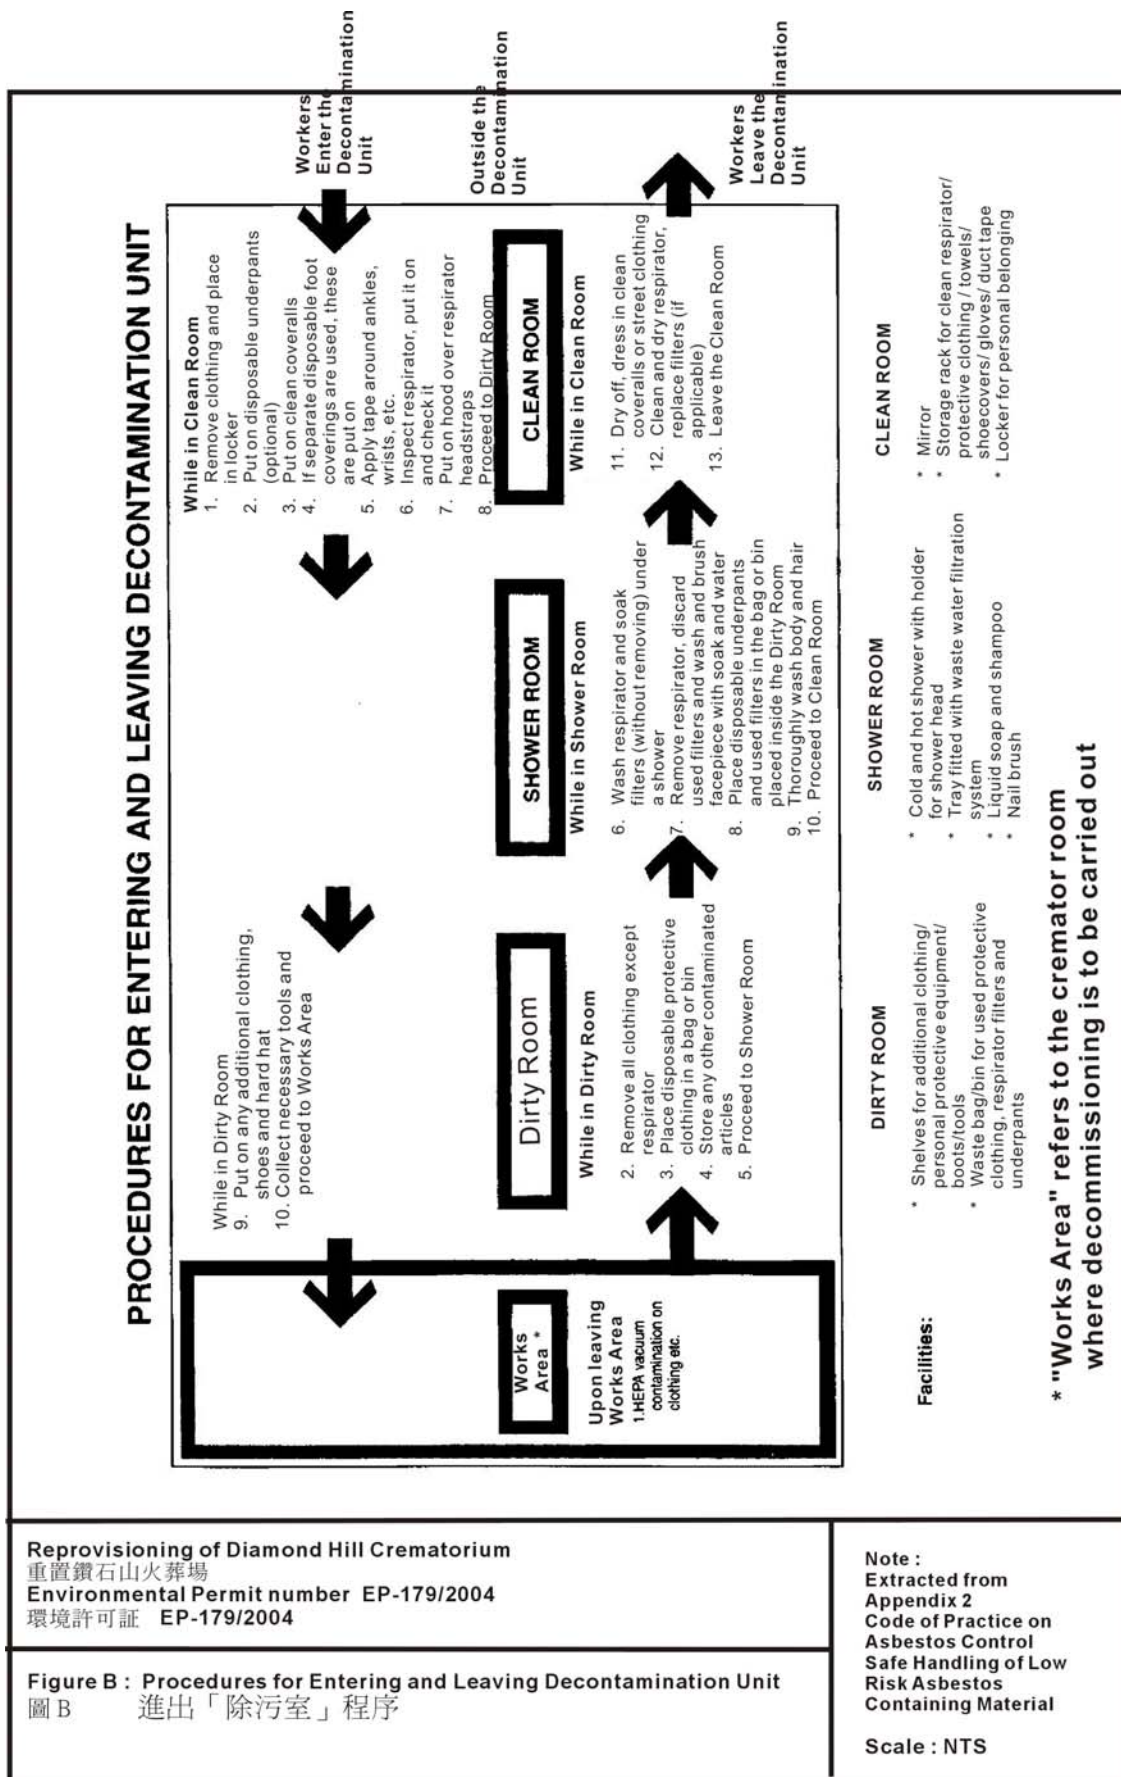 PROCEDURES FOR ENTERING AND LEAVING DECONTAMINATION UNIT
While in Dirty Room
9. Put on any additional clothing,
shoes and hard hat
10. Collect necessary tools and
proceed to Works Area
While in Clean Room
1. Remove clothing and place
in locker
2. Put on disposable underpants
(optional)
3. Put on clean coveralls
4. If separate disposable foot
coverings are used, these
are put on
5. Apply tape around ankles,
wrists, etc.
6. Inspect respirator, put it on
and check it
7. Put on hood over respirator
headstraps
8. Proceed to Dirty Room
Workers
Enter the
Decontamination
Unit
Works
Area *
Dirty Room
SHOWER ROOM
CLEAN ROOM
Outside the
Decontamination
Unit
Upon leaving
Works Area
1.HEPA vacuum
contamination on
clothing etc.
While in Dirty Room
2. Remove all clothing except
respirator
3. Place disposable protective
clothing in a bag or bin
4. Store any other contaminated
articles
5. Proceed to Shower Room
While in Shower Room
6. Wash respirator and soak
filters (without removing) under
a shower
7. Remove respirator, discard
used filters and wash and brush
facepiece with soak and water
8. Place disposable underpants
and used filters in the bag or bin
placed inside the Dirty Room
9. Thoroughly wash body and hair
10. Proceed to Clean Room
While in Clean Room
11. Dry off, dress in clean
coveralls or street clothing
12. Clean and dry respirator,
replace filters (if
applicable)
13. Leave the Clean Room
Workers
Leave the
Decontamination
Unit
Facilities:
DIRTY ROOM
* Shelves for additional clothing/
personal protective equipment/
boots/tools
* Waste bag/bin for used protective
clothing, respirator filters and
underpants
SHOWER ROOM
* Cold and hot shower with holder
for shower head
* Tray fitted with waste water filtration
system
* Liquid soap and shampoo
* Nail brush
CLEAN ROOM
* Mirror
* Storage rack for clean respirator/
protective clothing / towels/
shoecovers/ gloves/ duct tape
* Locker for personal belonging
* "Works Area" refers to the cremator room
where decommissioning is to be carried out
Reprovisioning of Diamond Hill Crematorium
重置鑽石山火葬場
Environmental Permit number EP-179/2004
環境許可証 EP-179/2004
Figure B : Procedures for Entering and Leaving Decontamination Unit
圖 B 進出「除污室」程序
Note :
Extracted from
Appendix 2
Code of Practice on
Asbestos Control
Safe Handling of Low
Risk Asbestos
Containing Material
Scale : NTS